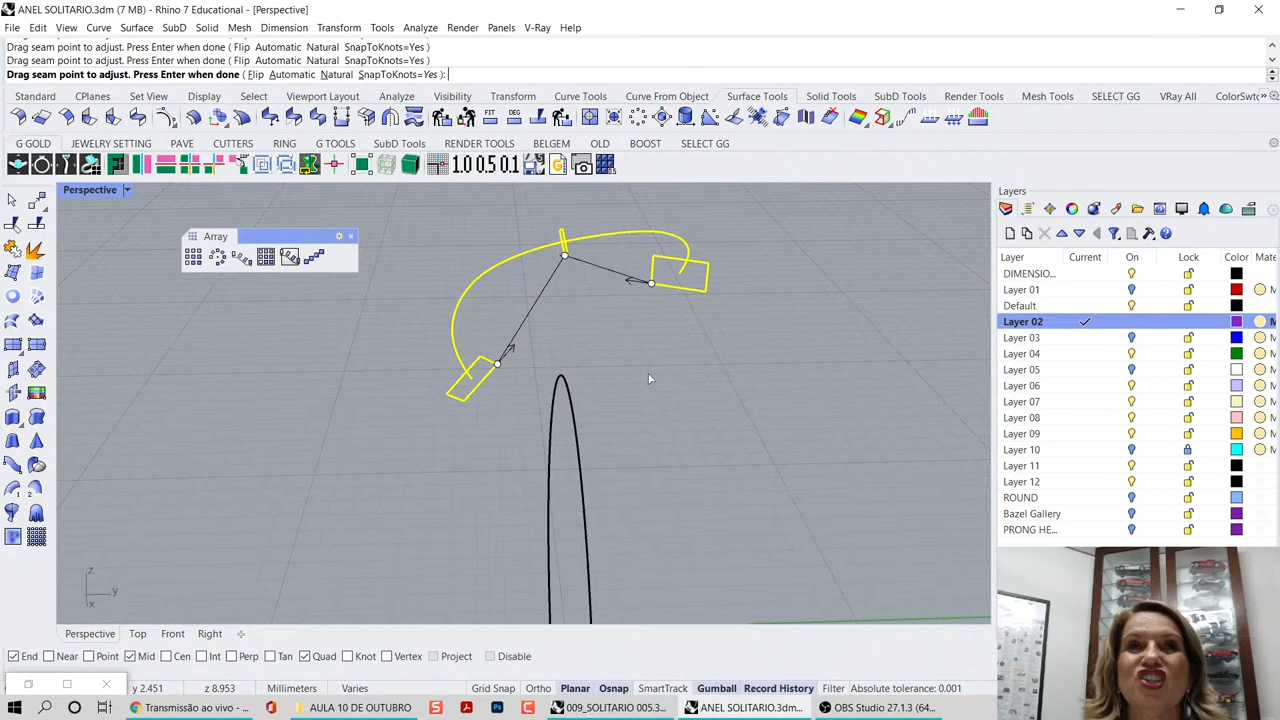 ANEL SOLITARIO.3dm (7 MB) - Rhino 7 Educational - [Perspective]
File Edit View Curve Surface SubD Solid Mesh Dimension Transform Tools Analyze Render Panels V-Ray Help
Drag seam point to adjust. Press Enter when done ( Flip Automatic Natural SnapToKnots=Yes )
Drag seam point to adjust. Press Enter when done ( Flip Automatic Natural SnapToKnots=Yes )
Drag seam point to adjust. Press Enter when done ( Flip Automatic Natural SnapToKnots=Yes ):
Standard CPlanes Set View Display Select Viewport Layout Visibility Transform Curve Tools Curve From Object Surface Tools Solid Tools SubD Tools Render Tools Mesh Tools SELECT GG VRay All ColorSwtc
FIT DEG
G GOLD JEWELRY SETTING PAVE CUTTERS RING G TOOLS SubD Tools RENDER TOOLS BELGEM OLD BOOST SELECT GG
1.0 0.5 0.1
Perspective
Array
Layers
Layer Current On Lock Color Mate
DIMENSIO...
Layer 01
Default
Layer 02
Layer 03
Layer 04
Layer 05
Layer 06
Layer 07
Layer 08
Layer 09
Layer 10
Layer 11
Layer 12
ROUND
Bazel Gallery
PRONG HE...
z
y
x
Perspective Top Front Right
End Near Point Mid Cen Int Perp Tan Quad Knot Vertex Project Disable
y 2.451 z 8.953 Millimeters Varies Grid Snap Ortho Planar Osnap SmartTrack Gumball Record History Filter Absolute tolerance: 0.001
Transmissão ao vivo - ... AULA 10 DE OUTUBRO 009_SOLITARIO 005.3... ANEL SOLITARIO.3dm... OBS Studio 27.1.3 (64...